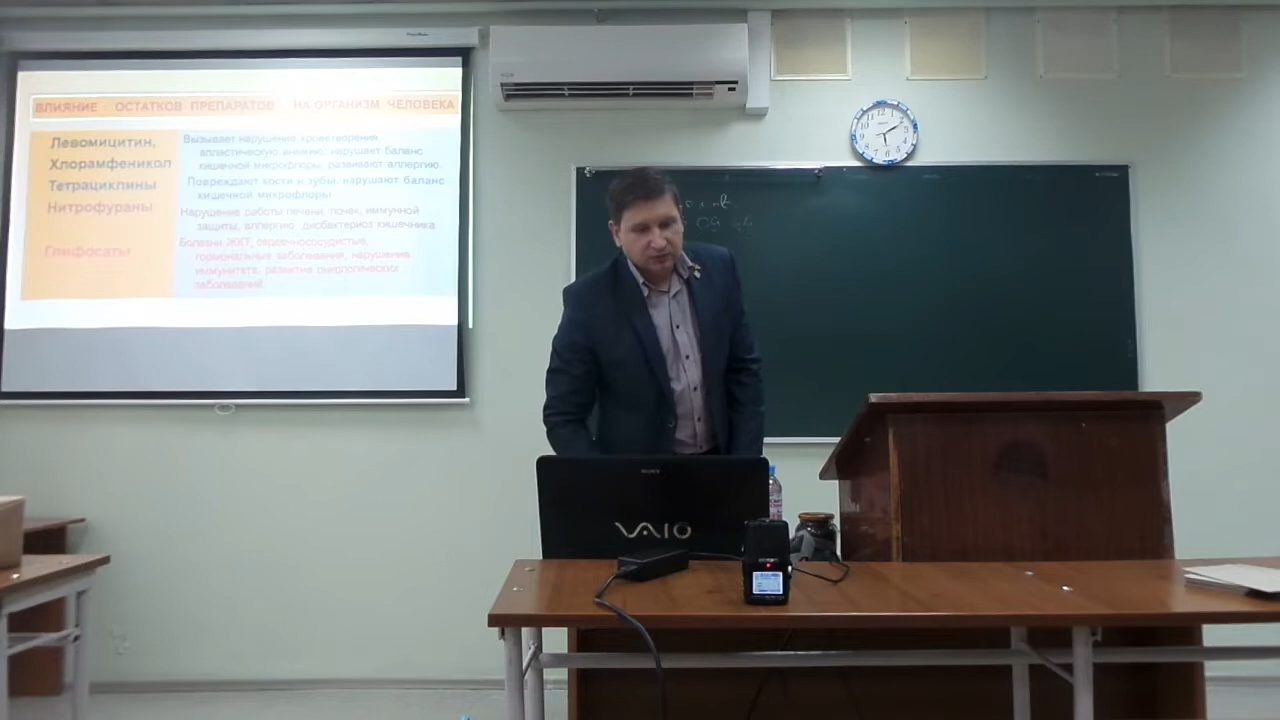 ВЛИЯНИЕ ОСТАТКОВ ПРЕПАРАТОВ НА ОРГАНИЗМ ЧЕЛОВЕКА
Левомицитин,
Хлорамфеникол
Вызывает нарушение кроветворения,
апластическую анемию, нарушает баланс
кишечной микрофлоры, развивают аллергию.
Тетрациклины
Повреждают кости и зубы, нарушают баланс
кишечной микрофлоры.
Нитрофураны
Нарушение работы печени, почек, иммунной
защиты, аллергию, дисбактериоз кишечника
Глифосаты
Болезни ЖКТ, сердечнососудистые,
гормональные заболевания, нарушение
иммунитета, развитие онкологических
заболеваний.
SONY
VAIO